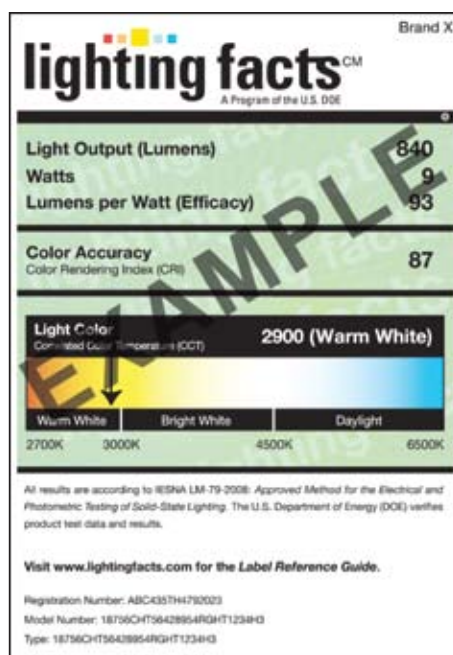 Brand X
lighting facts CM
A Program of the U.S. DOE
Light Output (Lumens) 840
Watts 9
Lumens per Watt (Efficacy) 93
Color Accuracy 87
Color Rendering Index (CRI)
EXAMPLE
Light Color 2900 (Warm White)
Correlated Color Temperature (CCT)
Warm White Bright White Daylight
2700K 3000K 4500K 6500K
All results are according to IESNA LM-79-2008: Approved Method for the Electrical and
Photometric Testing of Solid-State Lighting. The U.S. Department of Energy (DOE) verifies
product test data and results.
Visit www.lightingfacts.com for the Label Reference Guide.
Registration Number: ABC435TH4792023
Model Number: 18756CHT56428954RGHT1234H3
Type: 18756CHT56428954RGHT1234H3